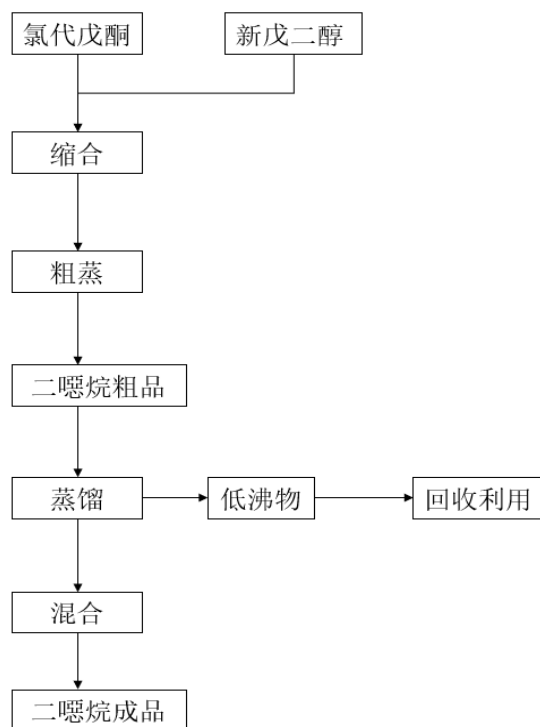 氯代戊酮
新戊二醇
缩合
粗蒸
二噁烷粗品
蒸馏
低沸物
回收利用
混合
二噁烷成品